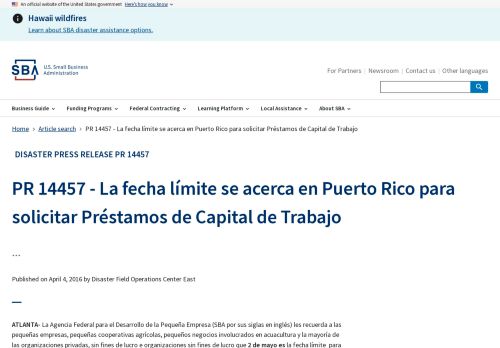 An official website of the United States government Here's how you know
Hawaii wildfires
Learn about SBA disaster assistance options.
SBA U.S. Small Business
Administration
For Partners | Newsroom | Contact us | Other languages
Business Guide Funding Programs Federal Contracting Learning Platform Local Assistance About SBA
Home › Article search › PR 14457 - La fecha límite se acerca en Puerto Rico para solicitar Préstamos de Capital de Trabajo
DISASTER PRESS RELEASE PR 14457
PR 14457 - La fecha límite se acerca en Puerto Rico para
solicitar Préstamos de Capital de Trabajo
...
Published on April 4, 2016 by Disaster Field Operations Center East
ATLANTA- La Agencia Federal para el Desarrollo de la Pequeña Empresa (SBA por sus siglas en inglés) les recuerda a las
pequeñas empresas, pequeñas cooperativas agrícolas, pequeños negocios involucrados en acuacultura y la mayoría de
las organizaciones privadas, sin fines de lucro e organizaciones sin fines de lucro que 2 de mayo es la fecha límite para